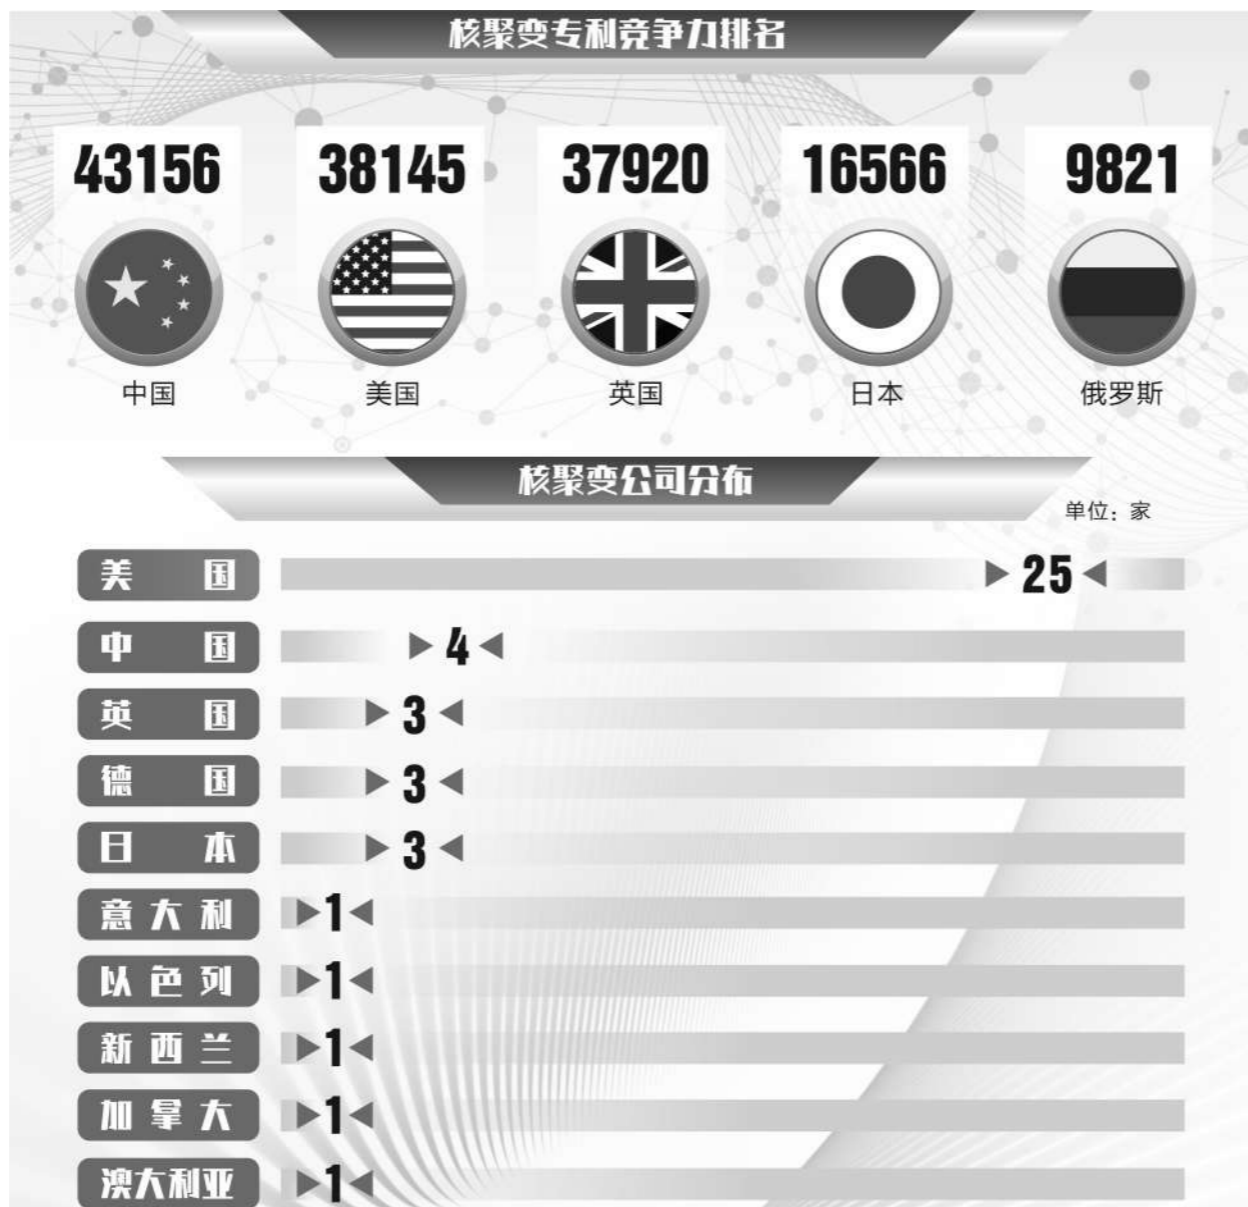 核聚变专利竞争力排名
43156 38145 37920 16566 9821
中国 美国 英国 日本 俄罗斯
核聚变公司分布
单位：家
美国 25
中国 4
英国 3
德国 3
日本 3
意大利 1
以色列 1
新西兰 1
加拿大 1
澳大利亚 1